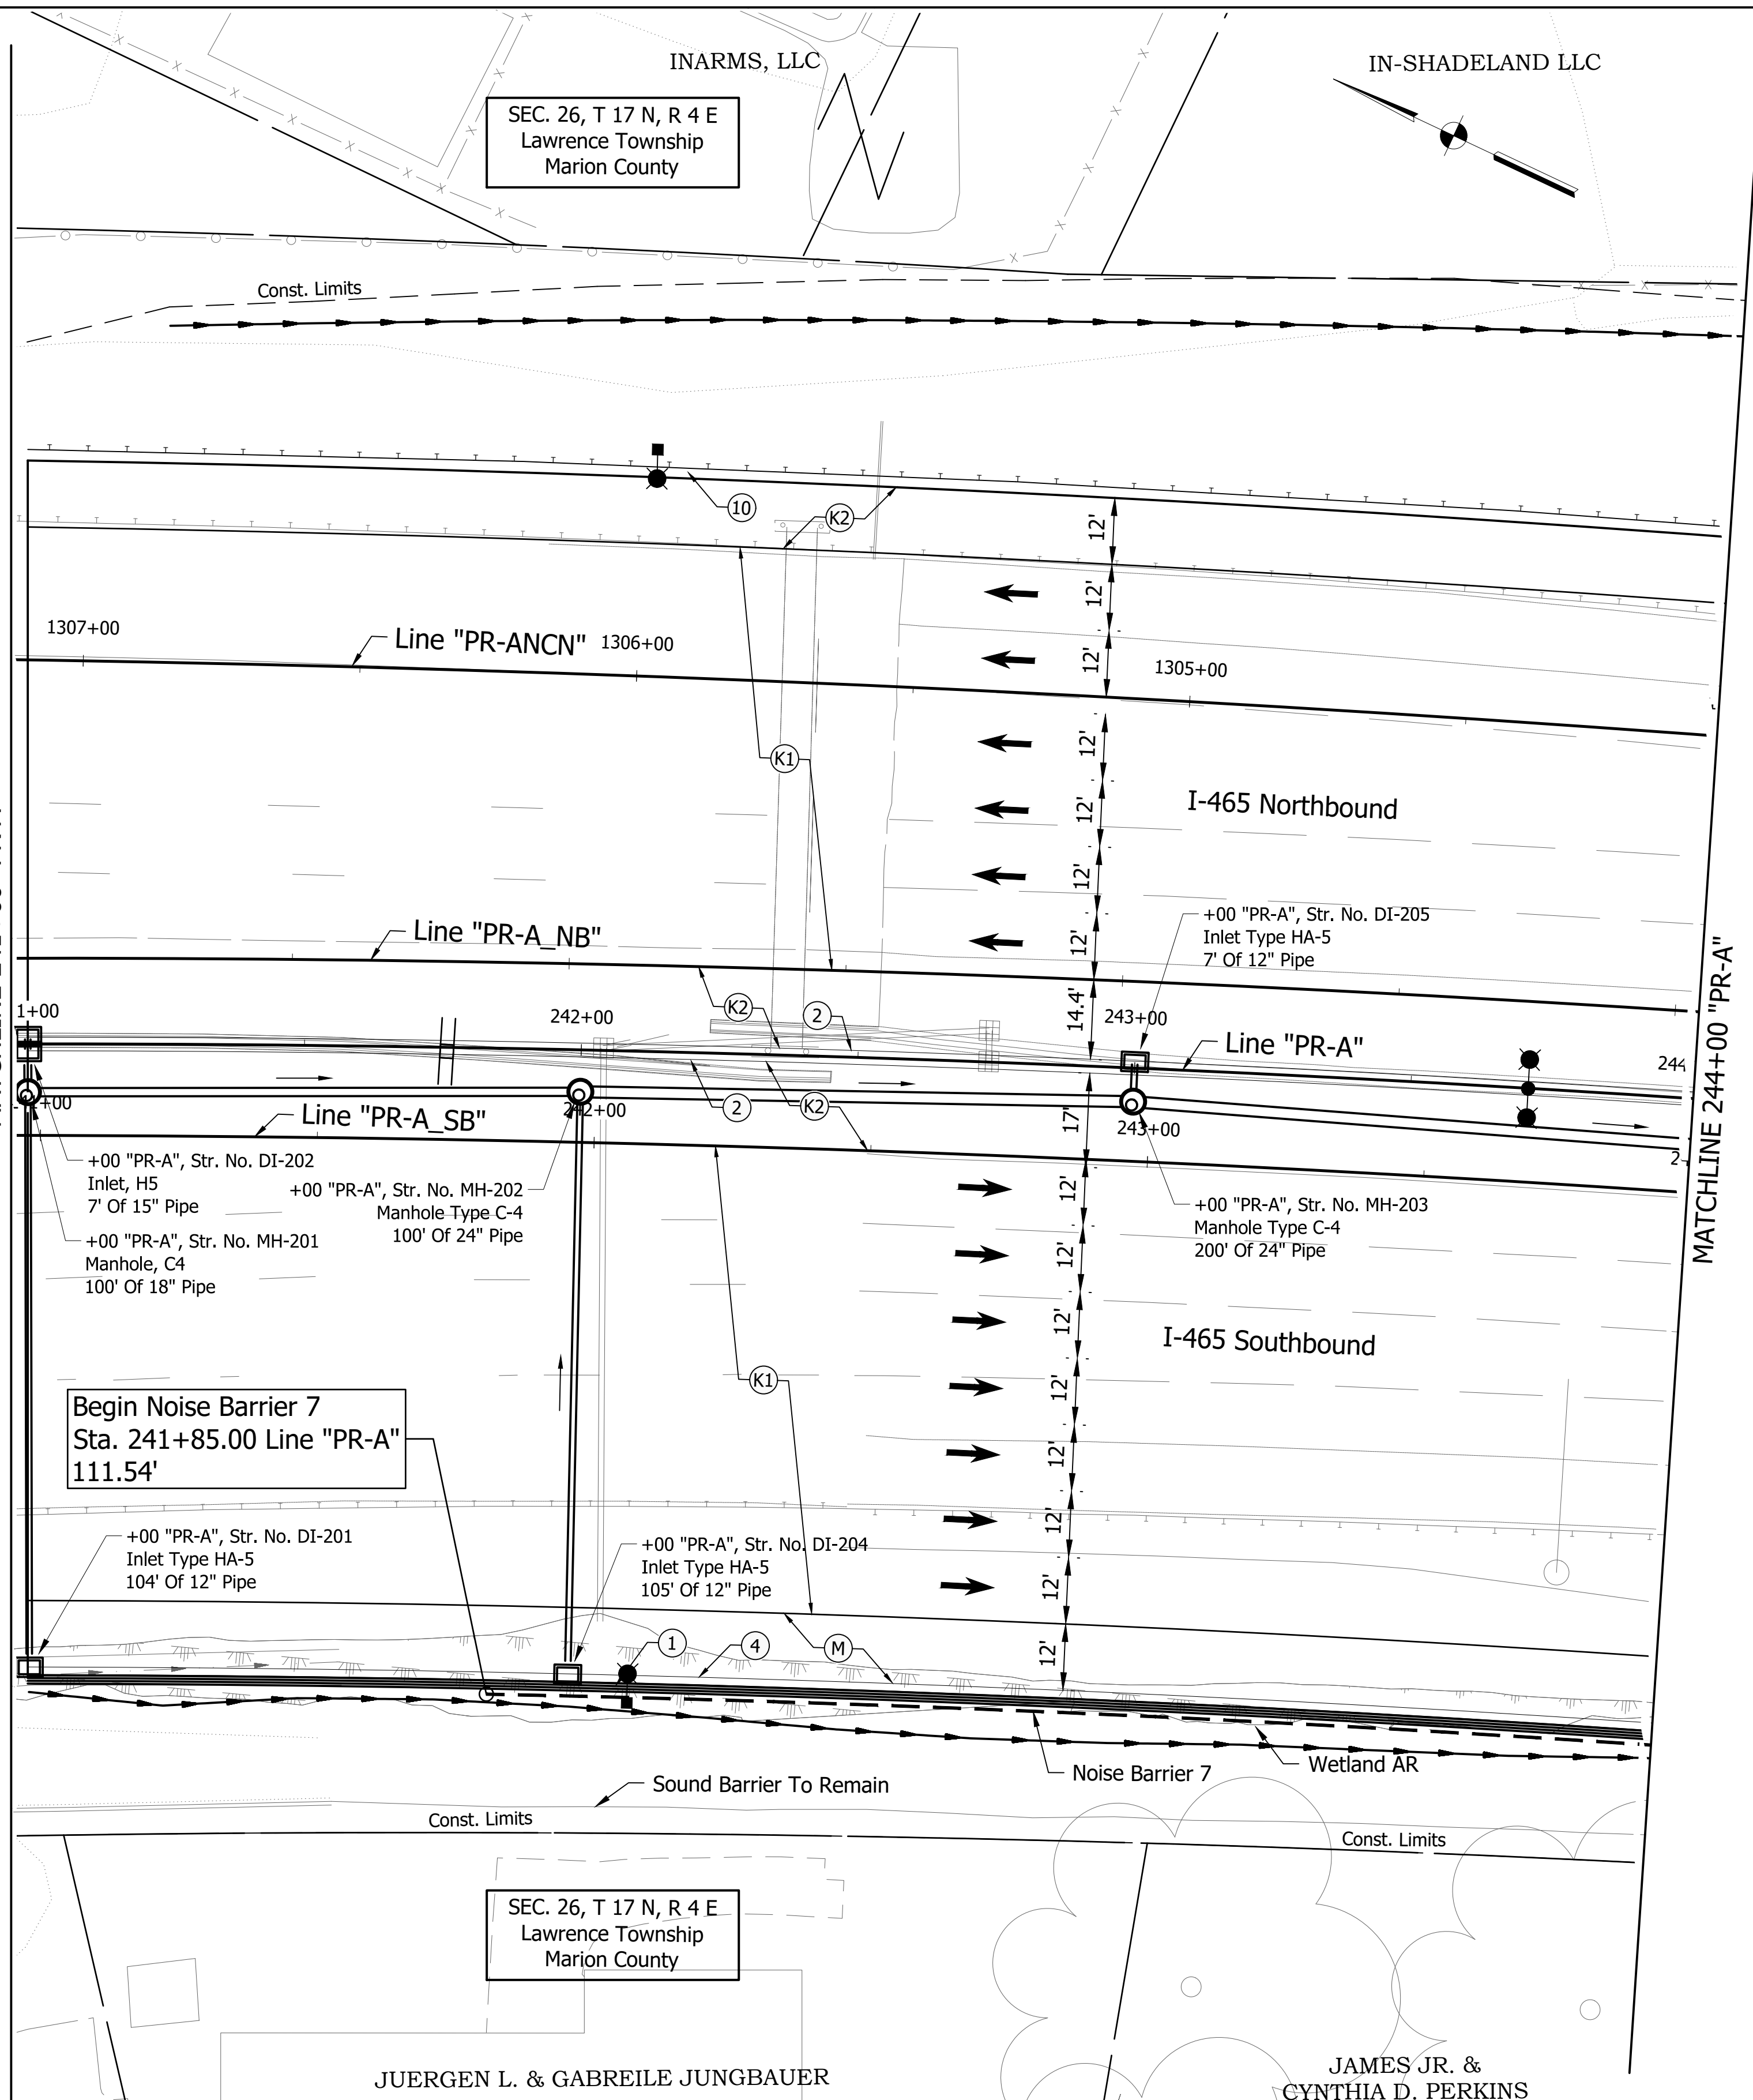 INARMS, LLC
IN-SHADELAND LLC
SEC. 26, T 17 N, R 4 E
Lawrence Township
Marion County
Const. Limits
10
K2
12'
12'
12'
1307+00
Line "PR-ANCN"
1306+00
1305+00
K1
12'
12'
12'
12'
I-465 Northbound
Line "PR-A_NB"
+00 "PR-A", Str. No. DI-205
Inlet Type HA-5
7' Of 12" Pipe
MATCHLINE 244+00 "PR-A"
1+00
242+00
K2
2
14.4'
243+00
Line "PR-A"
244
+00
Line "PR-A_SB"
242+00
2
K2
17'
243+00
2
+00 "PR-A", Str. No. DI-202
Inlet, H5
7' Of 15" Pipe
+00 "PR-A", Str. No. MH-202
Manhole Type C-4
100' Of 24" Pipe
+00 "PR-A", Str. No. MH-203
Manhole Type C-4
200' Of 24" Pipe
+00 "PR-A", Str. No. MH-201
Manhole, C4
100' Of 18" Pipe
12'
12'
12'
12'
12'
12'
12'
12'
I-465 Southbound
K1
Begin Noise Barrier 7
Sta. 241+85.00 Line "PR-A"
111.54'
+00 "PR-A", Str. No. DI-201
Inlet Type HA-5
104' Of 12" Pipe
+00 "PR-A", Str. No. DI-204
Inlet Type HA-5
105' Of 12" Pipe
1
4
M
Noise Barrier 7
Wetland AR
Sound Barrier To Remain
Const. Limits
Const. Limits
SEC. 26, T 17 N, R 4 E
Lawrence Township
Marion County
JUERGEN L. & GABREILE JUNGBAUER
JAMES JR. &
CYNTHIA D. PERKINS